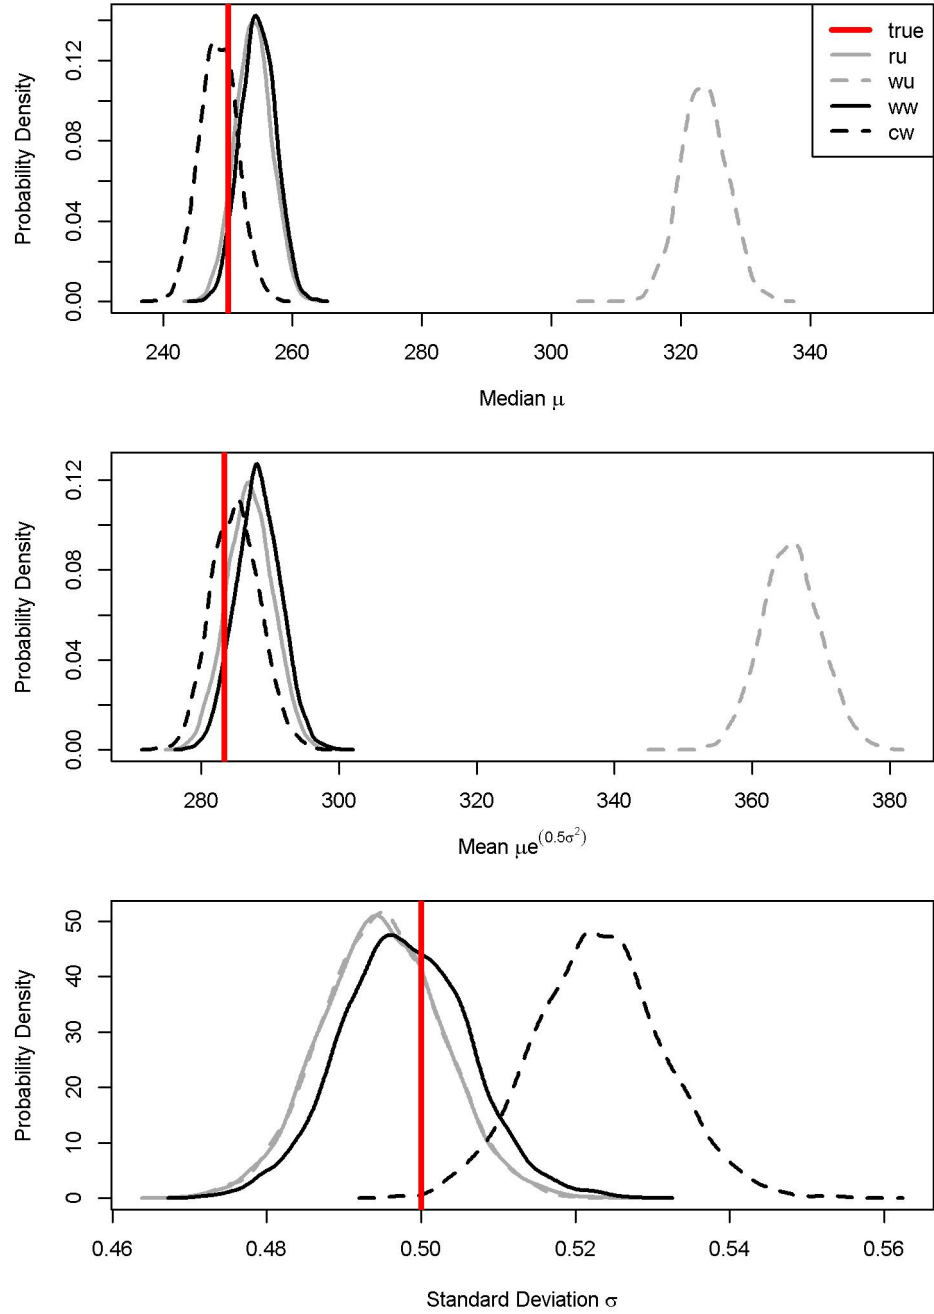 Probability Density
0.00 0.04 0.08 0.12
true
ru
wu
ww
cw
240 260 280 300 320 340
Median μ
Probability Density
0.00 0.04 0.08 0.12
280 300 320 340 360 380
Mean μe^(0.5σ²)
Probability Density
0 10 20 30 40 50
0.46 0.48 0.50 0.52 0.54 0.56
Standard Deviation σ